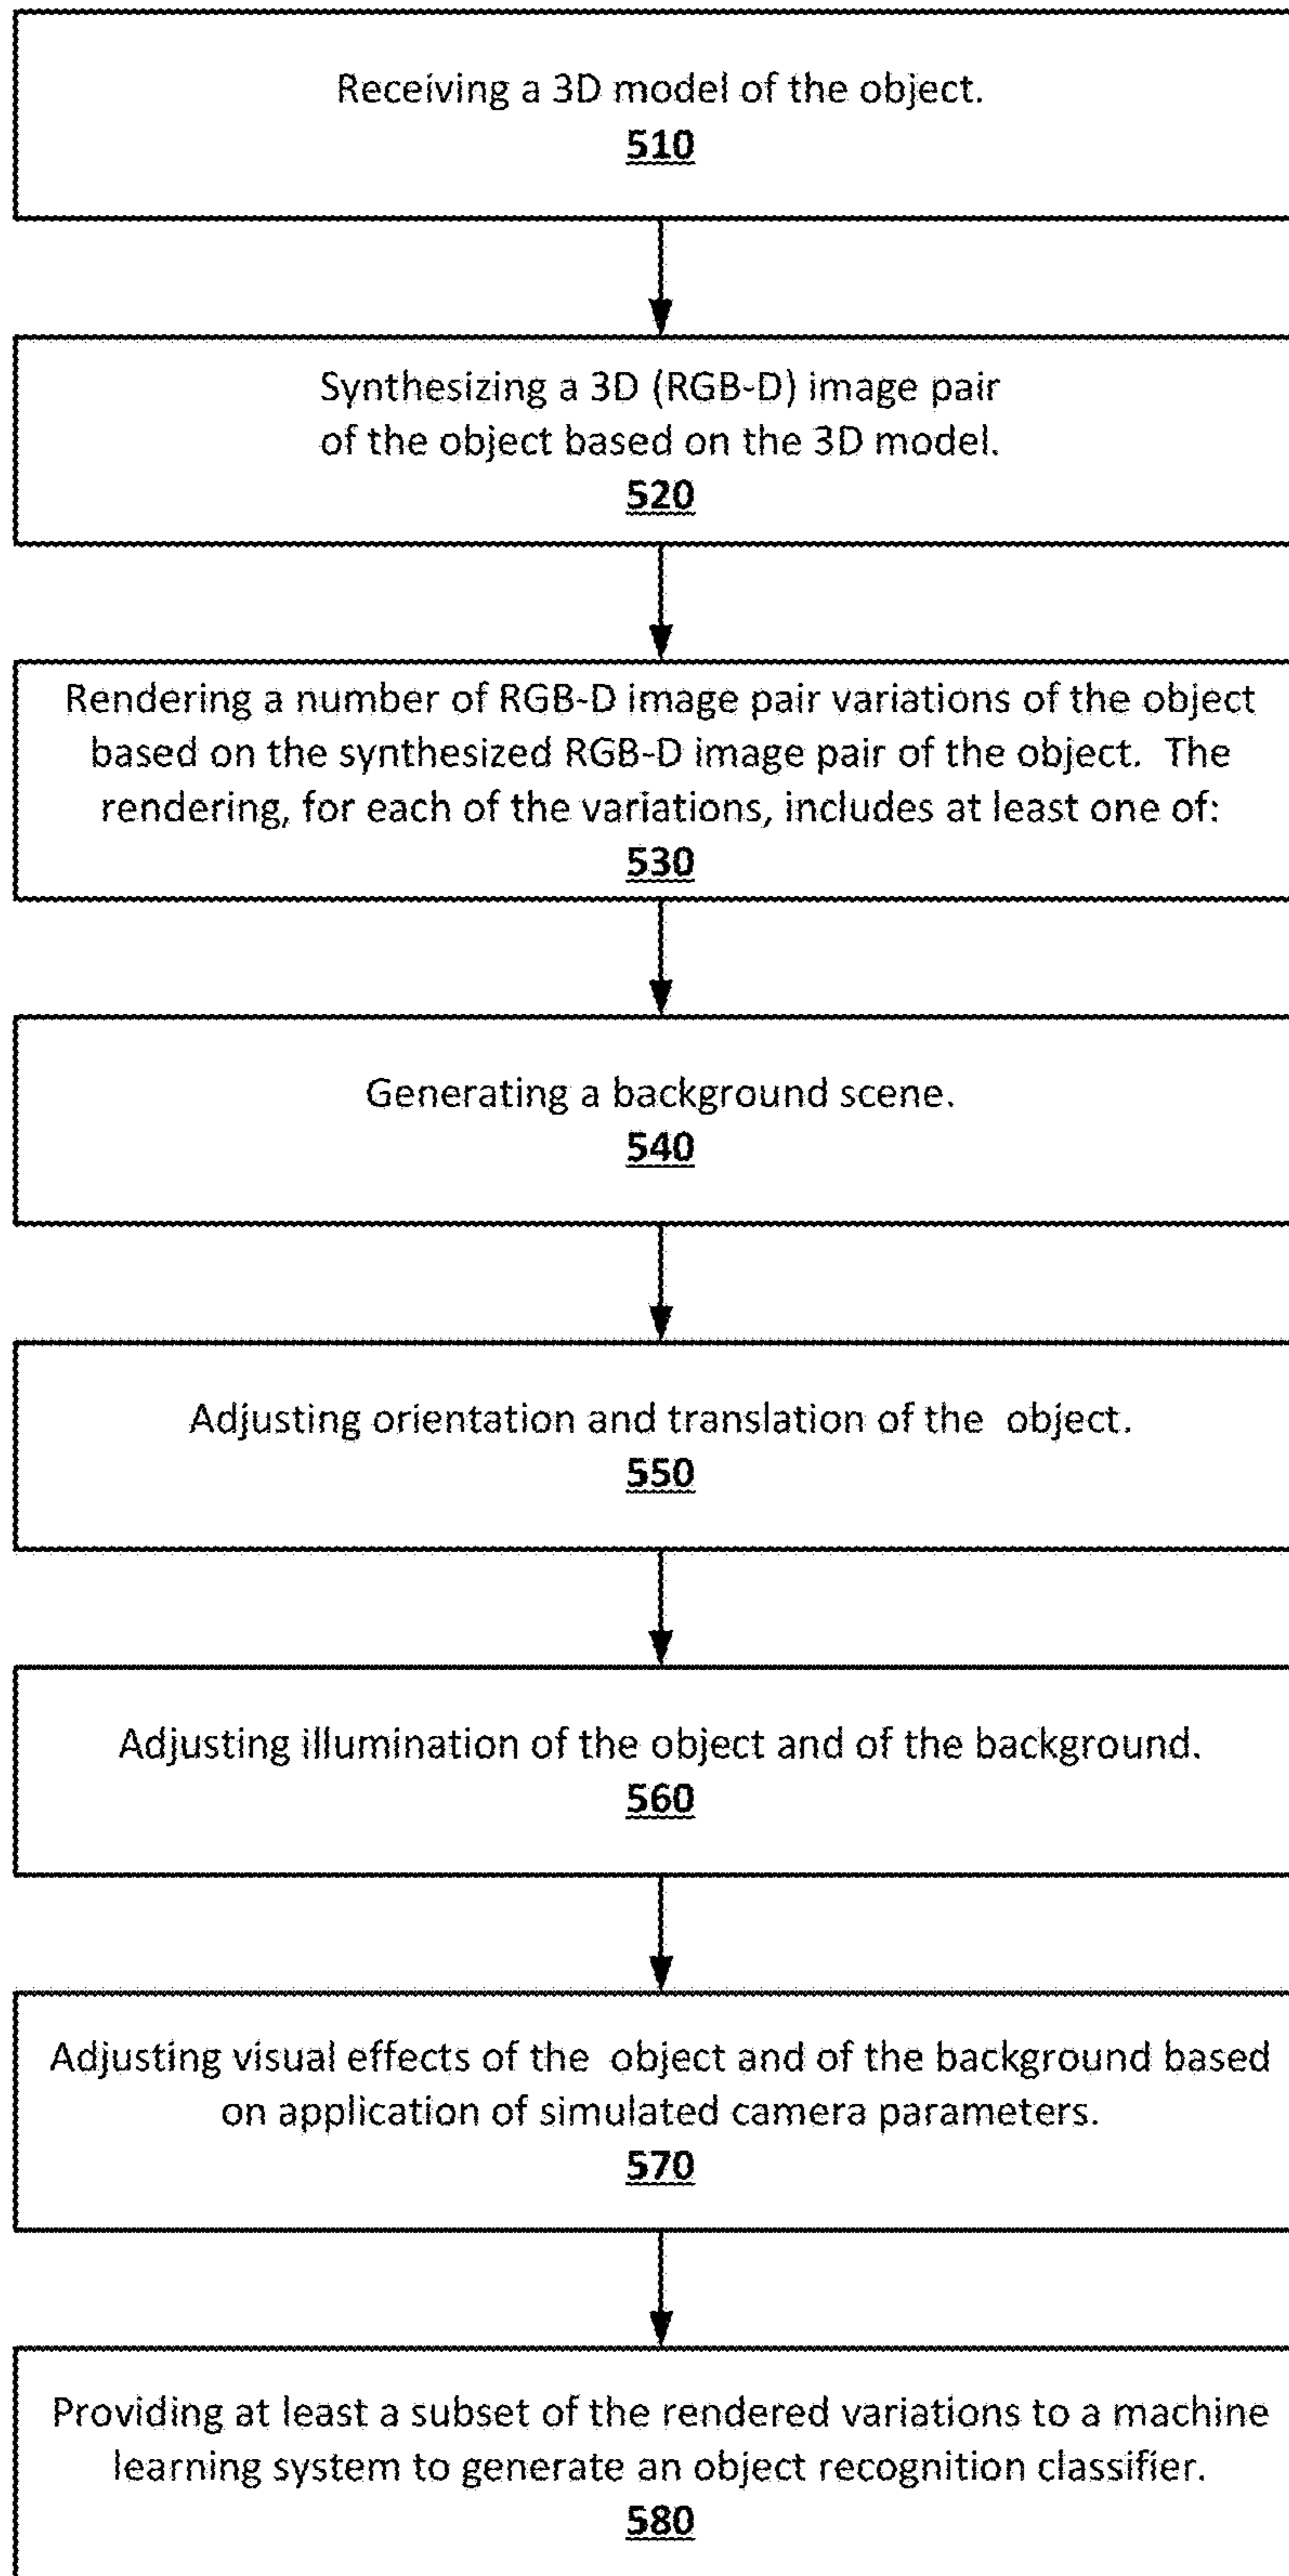 Receiving a 3D model of the object.
510
Synthesizing a 3D (RGB-D) image pair
of the object based on the 3D model.
520
Rendering a number of RGB-D image pair variations of the object
based on the synthesized RGB-D image pair of the object. The
rendering, for each of the variations, includes at least one of:
530
Generating a background scene.
540
Adjusting orientation and translation of the object.
550
Adjusting illumination of the object and of the background.
560
Adjusting visual effects of the object and of the background based
on application of simulated camera parameters.
570
Providing at least a subset of the rendered variations to a machine
learning system to generate an object recognition classifier.
580